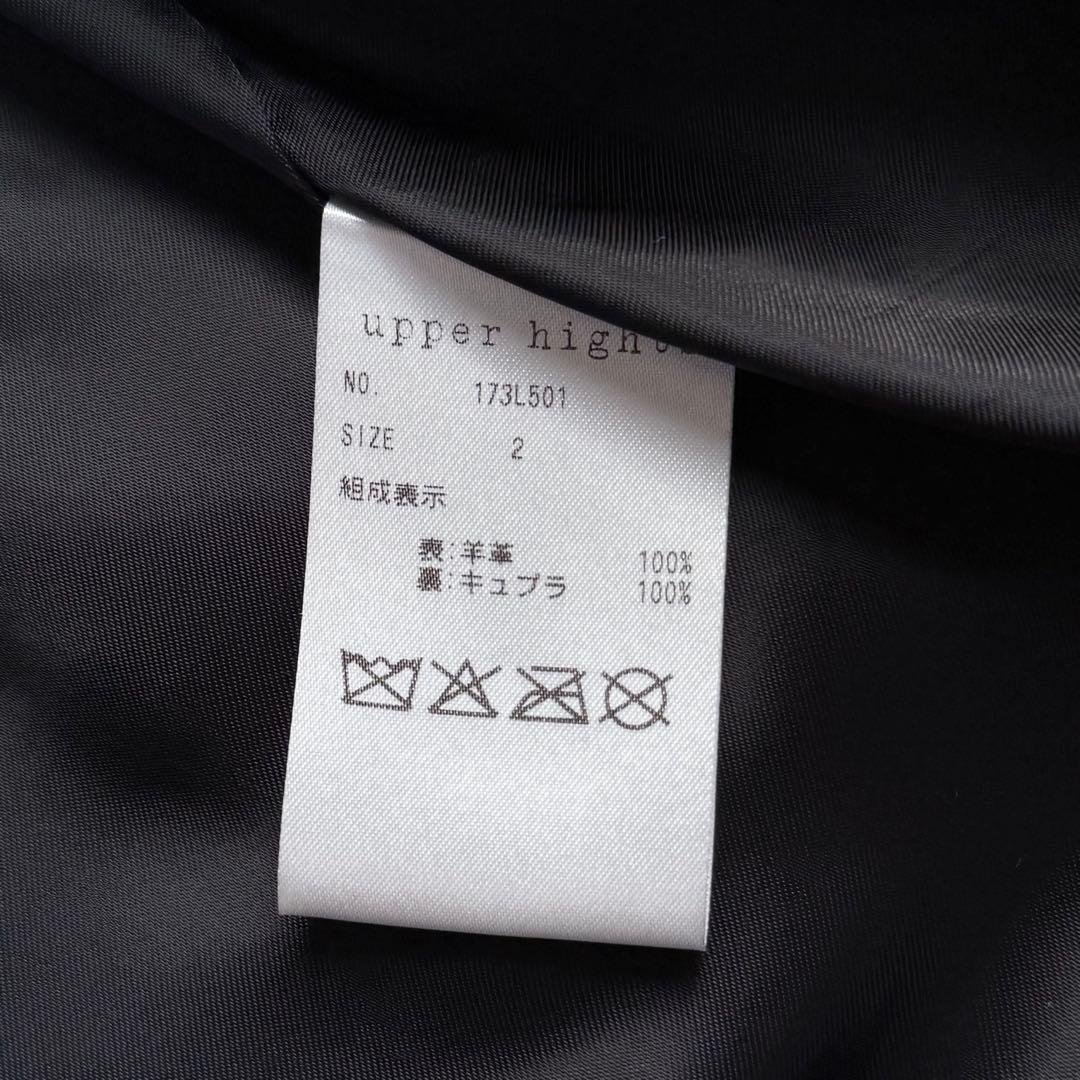 upper high
NO. 173L501
SIZE 2
組成表示
表:羊革 100%
裏:キュプラ 100%